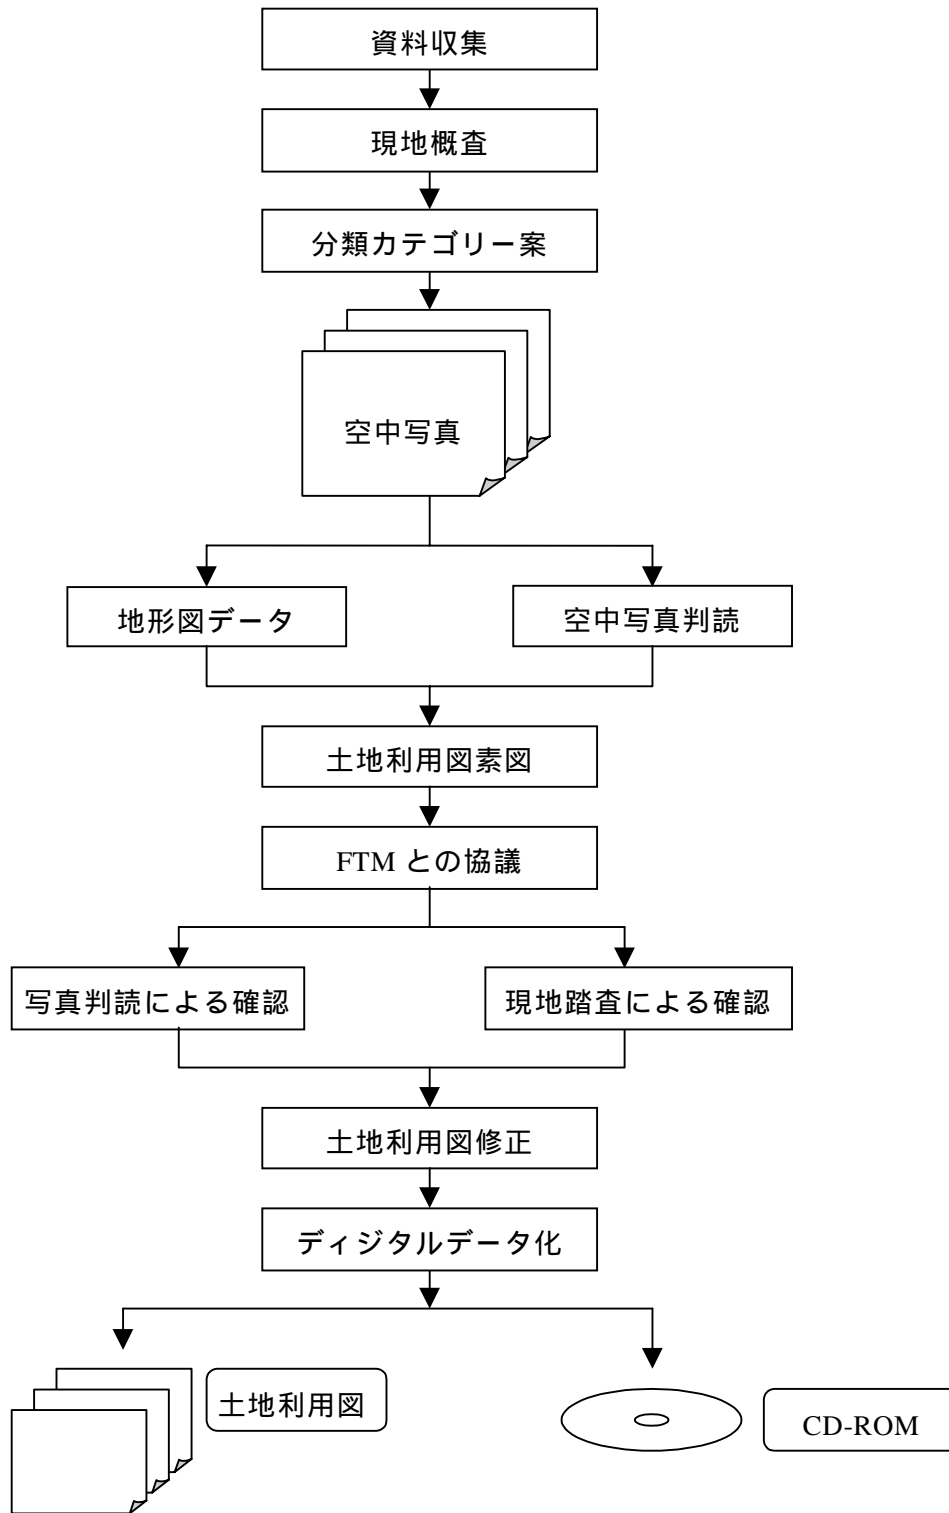 資料収集
現地概査
分類カテゴリー案
空中写真
地形図データ
空中写真判読
土地利用図素図
FTM との協議
写真判読による確認
現地踏査による確認
土地利用図修正
ディジタルデータ化
土地利用図
CD-ROM